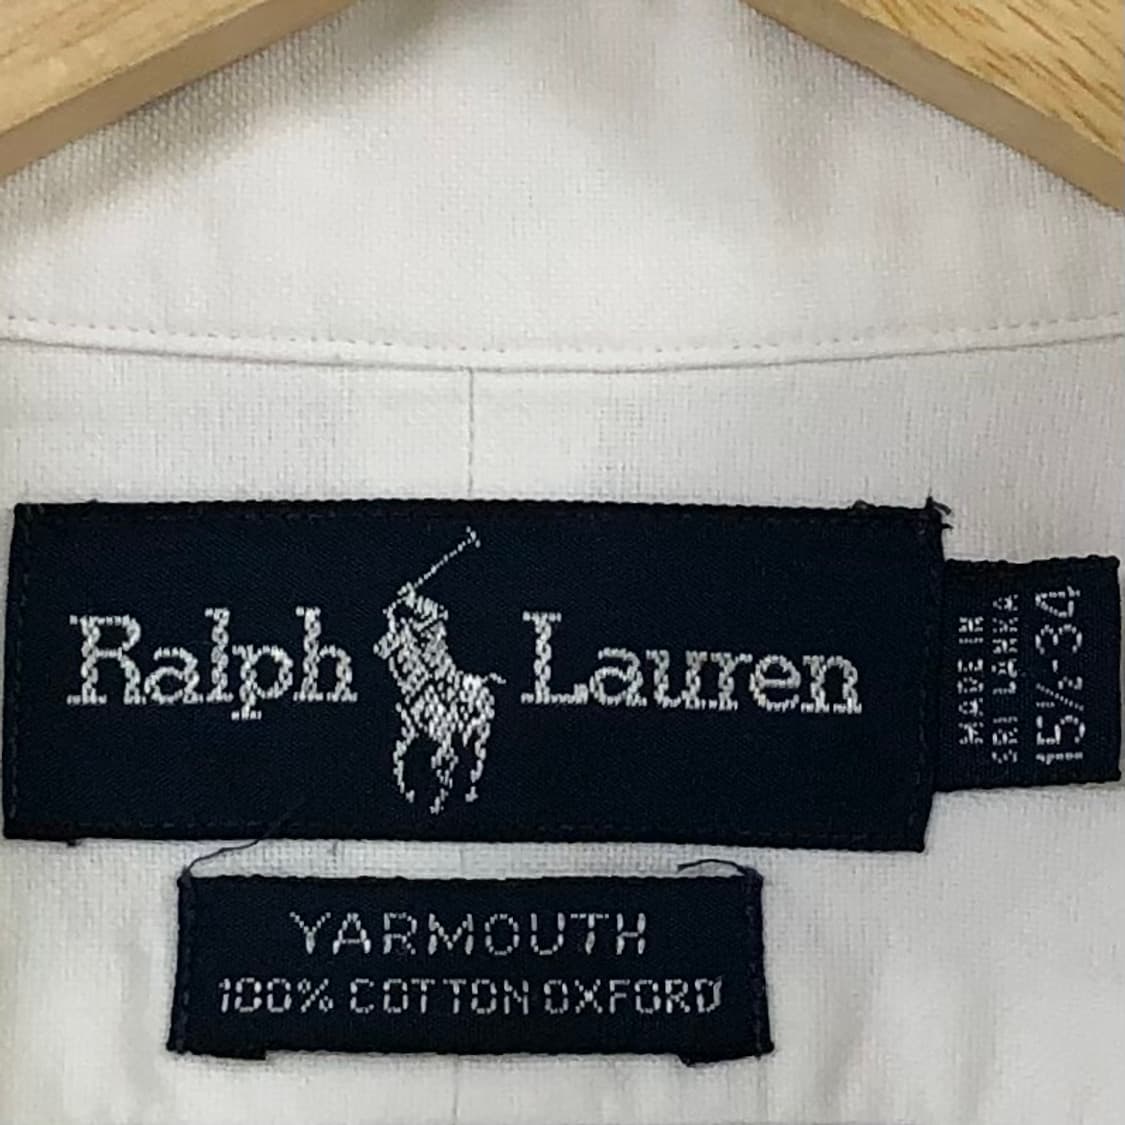 Ralph Lauren
MADE IN
SRI LANKA
15½-34
YARMOUTH
100% COTTON OXFORD